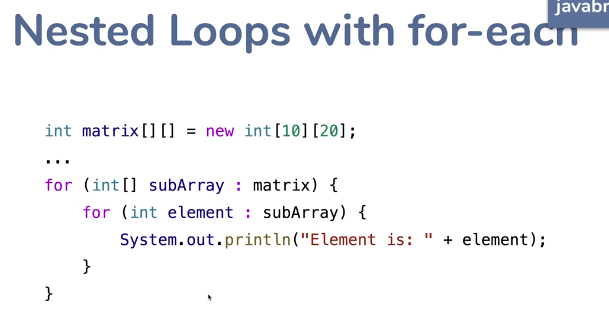 javabr
Nested Loops with for-each
int matrix[][] = new int[10][20];
...
for (int[] subArray : matrix) {
    for (int element : subArray) {
        System.out.println("Element is: " + element);
    }
}